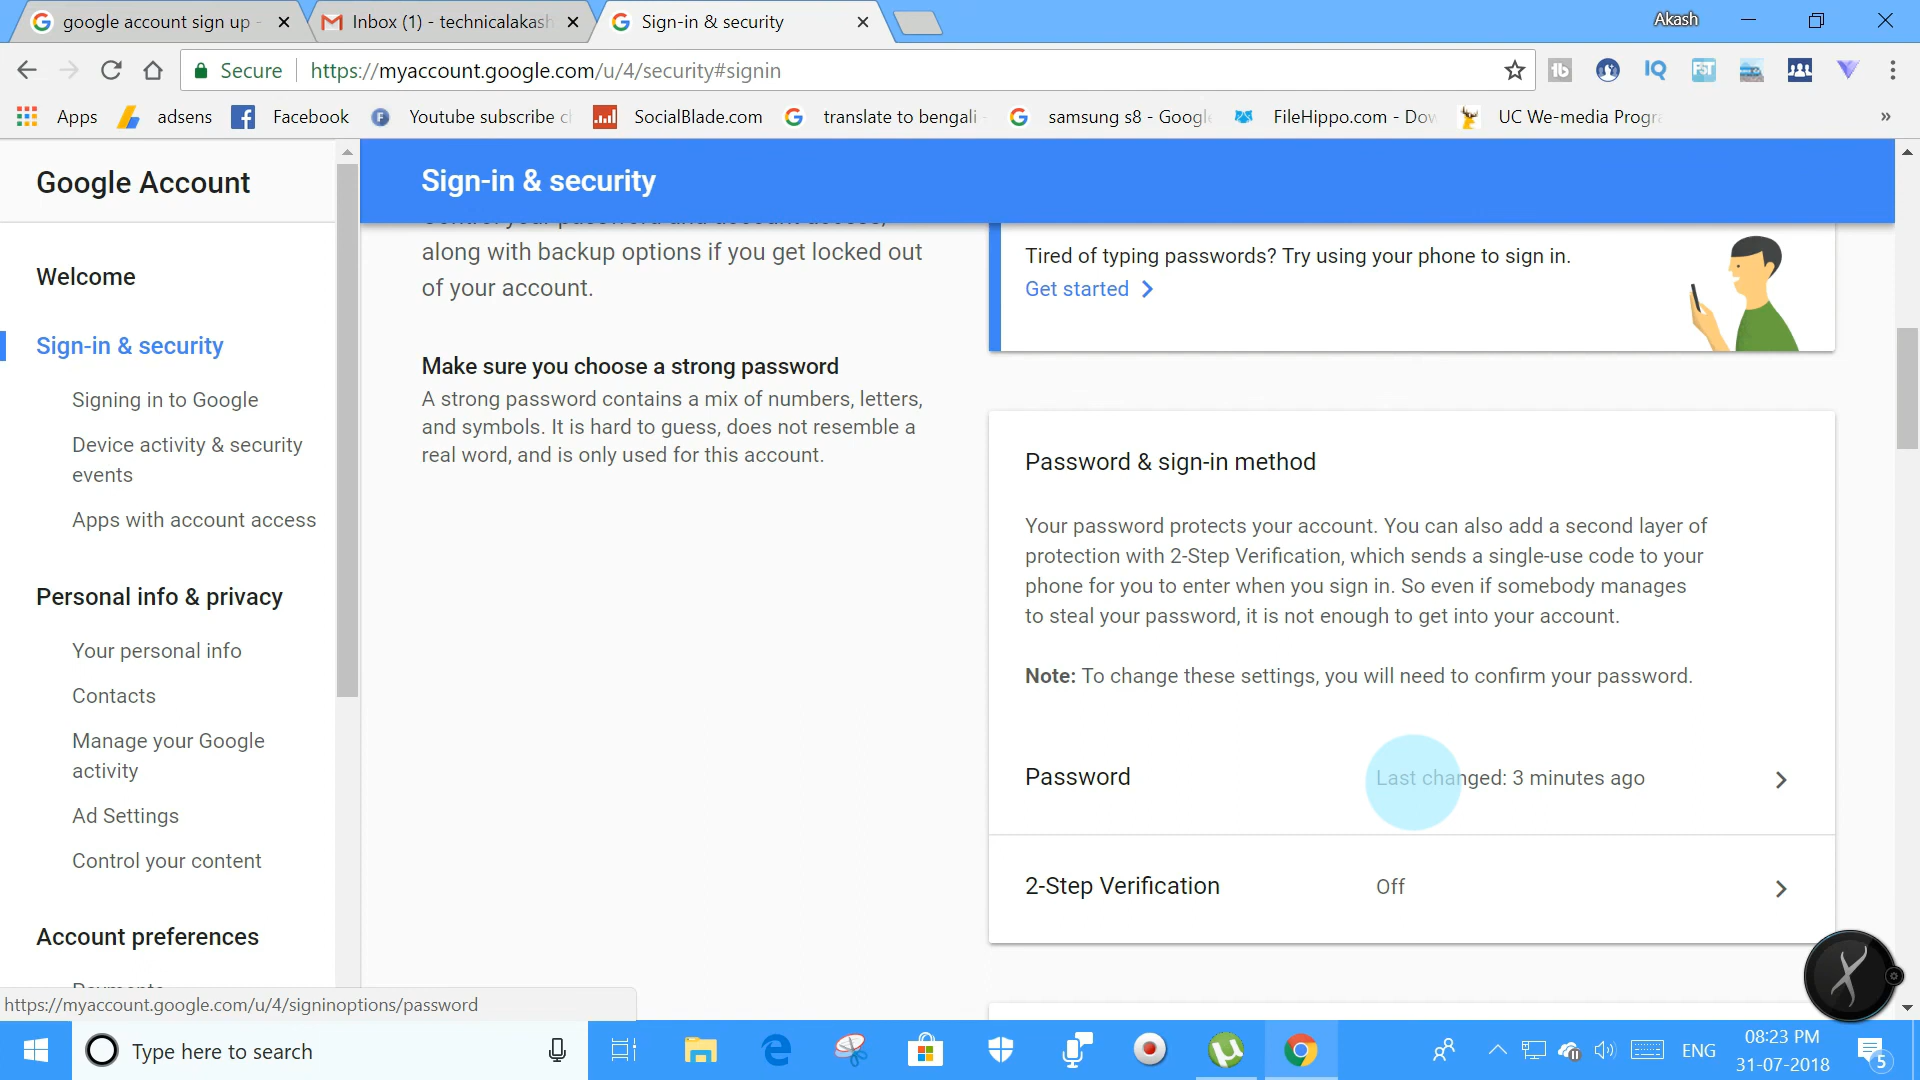 google account sign up -
Inbox (1) - technicalakash
Sign-in & security
Akash
Secure
https://myaccount.google.com/u/4/security#signin
Apps
adsens
Facebook
Youtube subscribe
SocialBlade.com
translate to bengali -
samsung s8 - Google
FileHippo.com - Dow
UC We-media Progra
»
Google Account
Welcome
Sign-in & security
Signing in to Google
Device activity & security
events
Apps with account access
Personal info & privacy
Your personal info
Contacts
Manage your Google
activity
Ad Settings
Control your content
Account preferences
Payments
https://myaccount.google.com/u/4/signinoptions/password
Sign-in & security
Control your password and account access,
along with backup options if you get locked out
of your account.
Make sure you choose a strong password
A strong password contains a mix of numbers, letters,
and symbols. It is hard to guess, does not resemble a
real word, and is only used for this account.
Tired of typing passwords? Try using your phone to sign in.
Get started
Password & sign-in method
Your password protects your account. You can also add a second layer of
protection with 2-Step Verification, which sends a single-use code to your
phone for you to enter when you sign in. So even if somebody manages
to steal your password, it is not enough to get into your account.
Note: To change these settings, you will need to confirm your password.
Password
Last changed: 3 minutes ago
2-Step Verification
Off
Type here to search
ENG
08:23 PM
31-07-2018
5